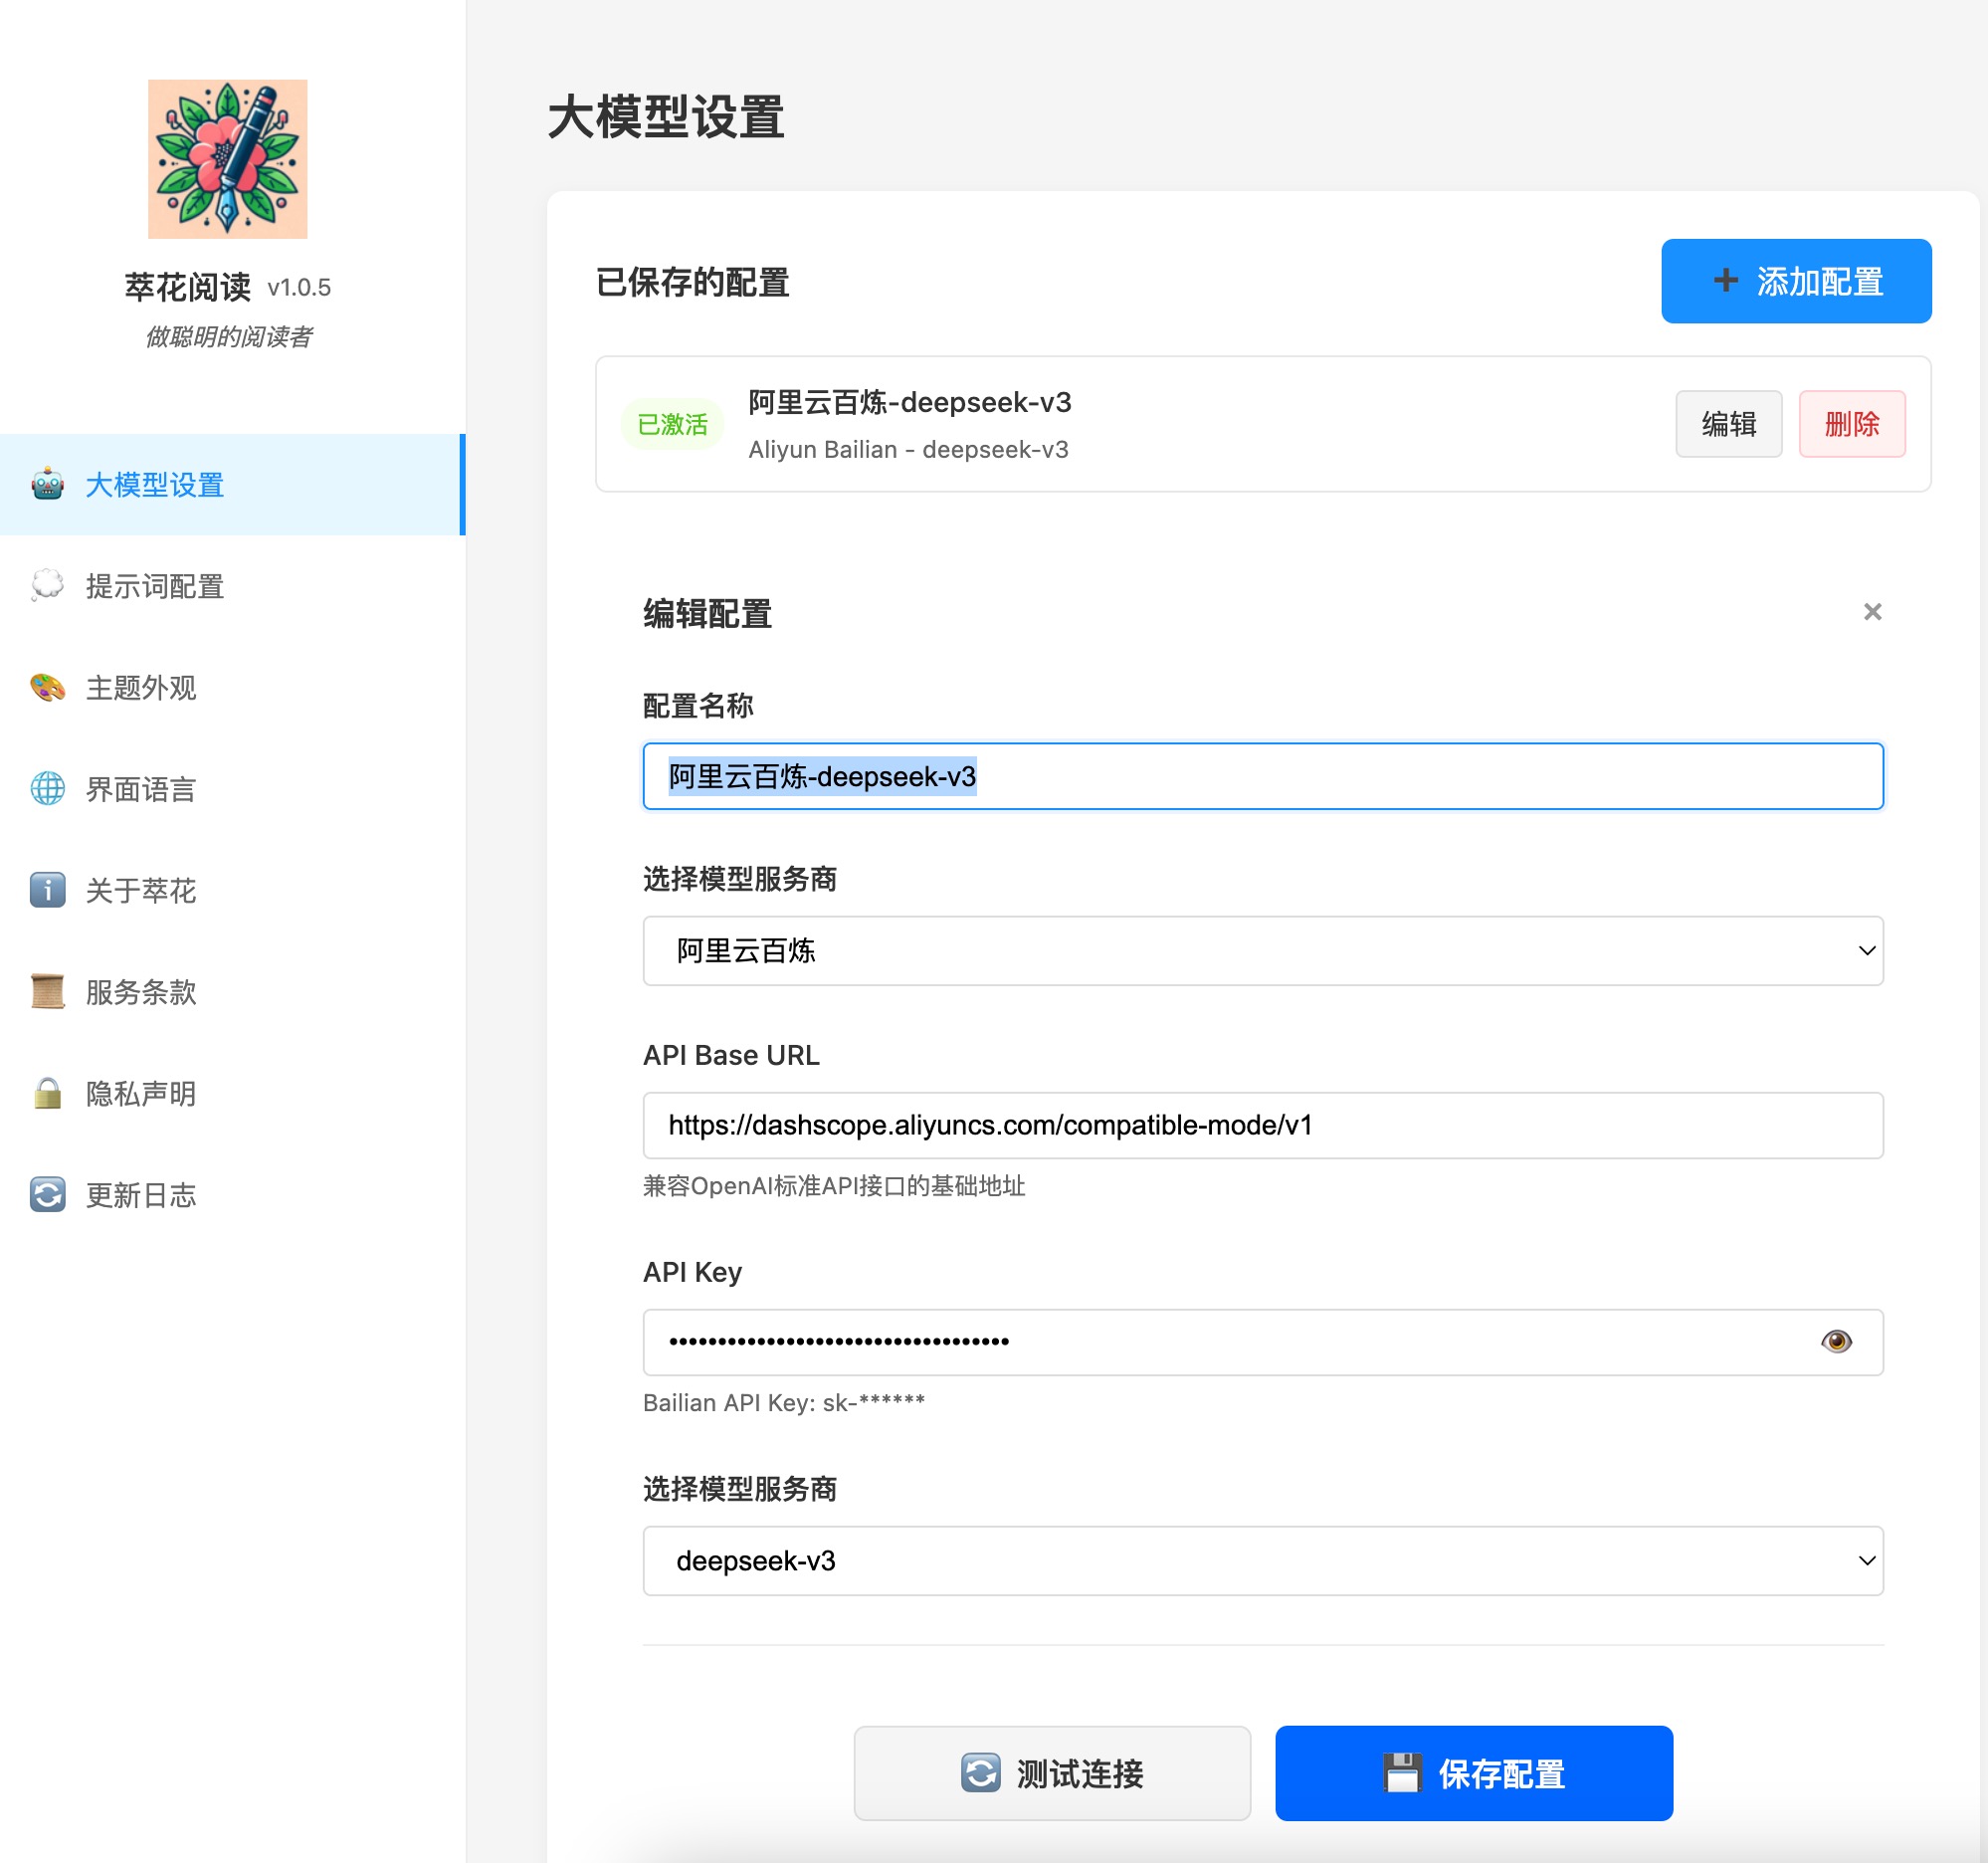 萃花阅读 v1.0.5
做聪明的阅读者
大模型设置
提示词配置
主题外观
界面语言
关于萃花
服务条款
隐私声明
更新日志
大模型设置
已保存的配置
添加配置
已激活
阿里云百炼-deepseek-v3
Aliyun Bailian - deepseek-v3
编辑
删除
编辑配置
配置名称
阿里云百炼-deepseek-v3
选择模型服务商
阿里云百炼
API Base URL
https://dashscope.aliyuncs.com/compatible-mode/v1
兼容OpenAI标准API接口的基础地址
API Key
•••••••••••••••••••••••••••••••••••
Bailian API Key: sk-******
选择模型服务商
deepseek-v3
测试连接
保存配置